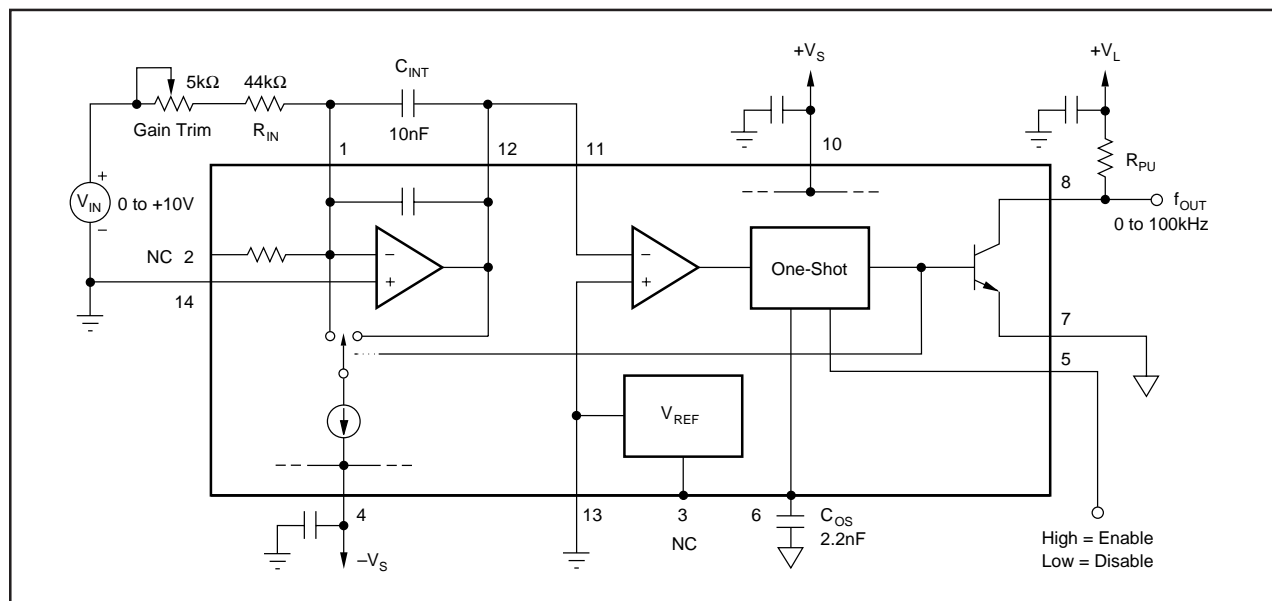 +V_S
+V_L
C_INT
5kΩ 44kΩ
Gain Trim R_IN 10nF
1 12 11 10
R_PU
8
+
V_IN 0 to +10V
–
f_OUT
0 to 100kHz
NC 2
–
+
–
+
One-Shot
14
7
5
V_REF
4 13 3 6 C_OS
NC 2.2nF
–V_S
High = Enable
Low = Disable